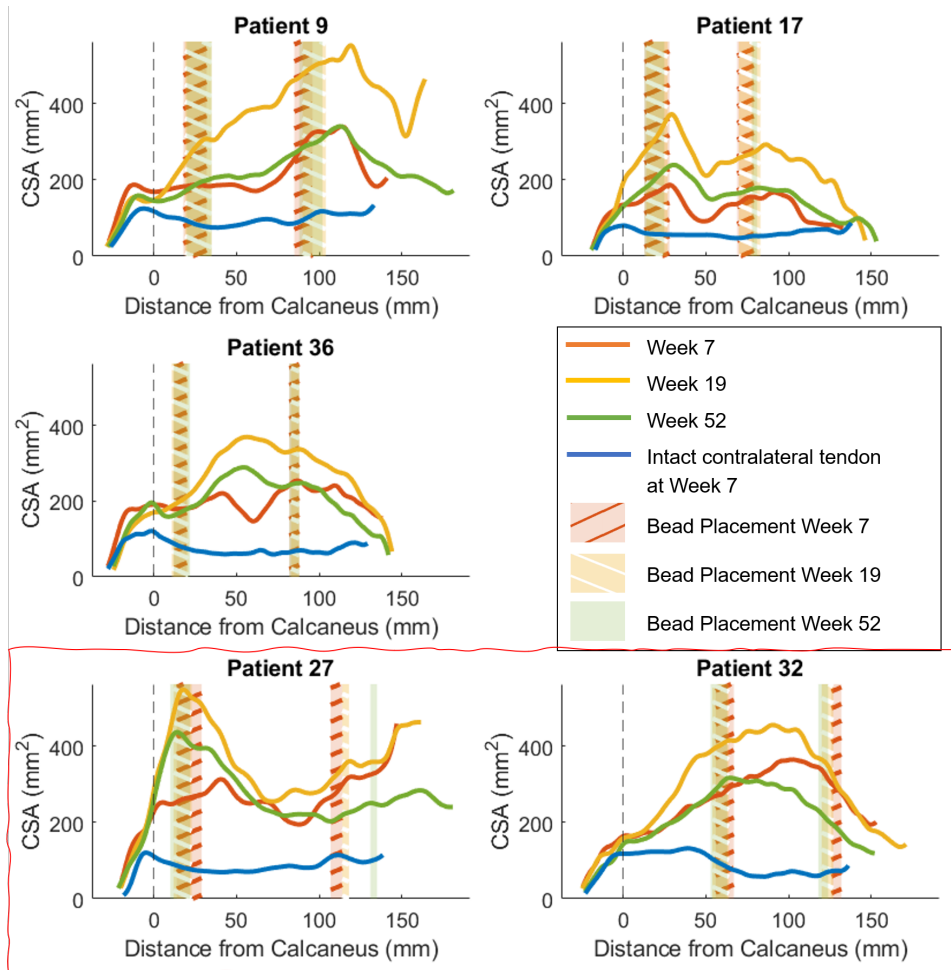 Patient 9
CSA (mm²)
400
200
0
0 50 100 150
Distance from Calcaneus (mm)
Patient 17
CSA (mm²)
400
200
0
0 50 100 150
Distance from Calcaneus (mm)
Patient 36
CSA (mm²)
400
200
0
0 50 100 150
Distance from Calcaneus (mm)
Week 7
Week 19
Week 52
Intact contralateral tendon
at Week 7
Bead Placement Week 7
Bead Placement Week 19
Bead Placement Week 52
Patient 27
CSA (mm²)
400
200
0
0 50 100 150
Distance from Calcaneus (mm)
Patient 32
CSA (mm²)
400
200
0
0 50 100 150
Distance from Calcaneus (mm)